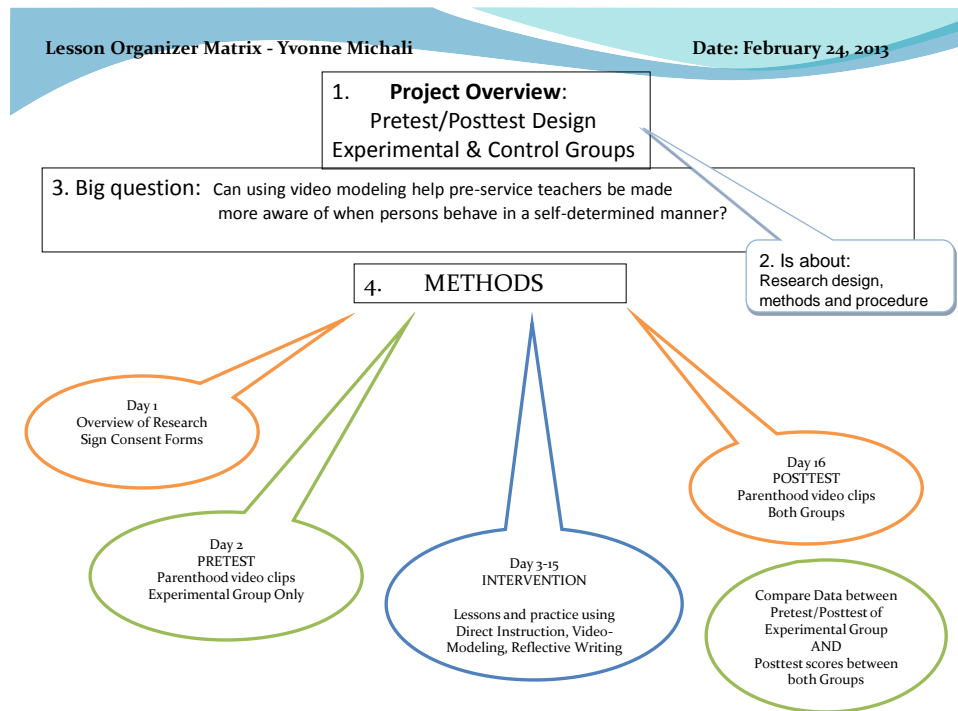 Lesson Organizer Matrix - Yvonne Michali
Date: February 24, 2013
1. Project Overview:
Pretest/Posttest Design
Experimental & Control Groups
3. Big question: Can using video modeling help pre-service teachers be made
more aware of when persons behave in a self-determined manner?
2. Is about:
Research design,
methods and procedure
4. METHODS
Day 1
Overview of Research
Sign Consent Forms
Day 2
PRETEST
Parenthood video clips
Experimental Group Only
Day 3-15
INTERVENTION
Lessons and practice using
Direct Instruction, Video-
Modeling, Reflective Writing
Day 16
POSTTEST
Parenthood video clips
Both Groups
Compare Data between
Pretest/Posttest of
Experimental Group
AND
Posttest scores between
both Groups